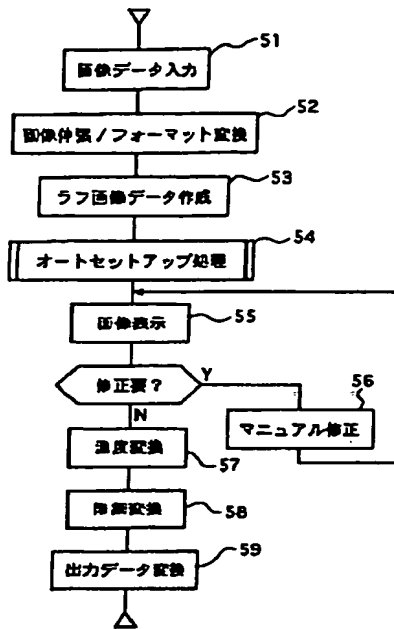 51
画像データ入力
52
画像伸張/フォーマット変換
53
ラフ画像データ作成
54
オートセットアップ処理
55
画像表示
修正要?
Y
N
56
マニュアル修正
濃度変換
57
階調変換
58
出力データ変換
59